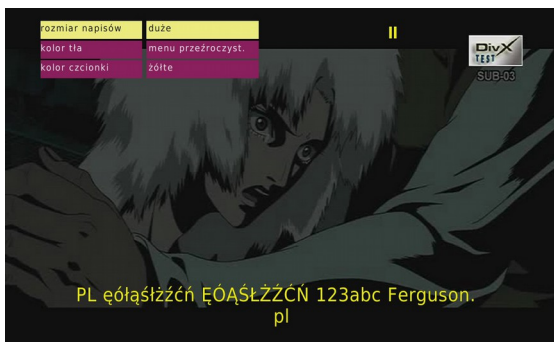 rozmiar napisów duże
kolor tła menu przeźroczyst.
kolor czcionki żółte
DivX
TEST
SUB-03
PL ęółąśłżźćń ĘÓĄŚŁŻŹĆŃ 123abc Ferguson.
pl